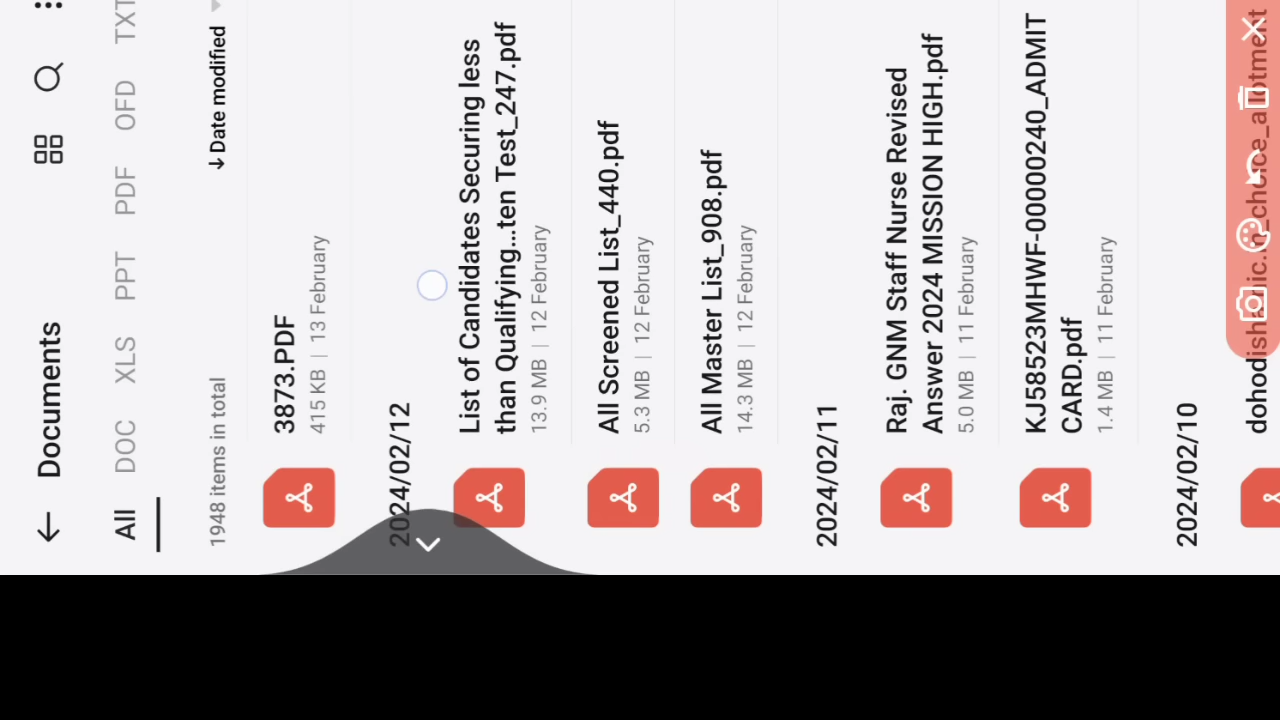 Documents
All DOC XLS PPT PDF OFD TXT
1948 items in total ↓ Date modified
3873.PDF
415 KB | 13 February
2024/02/12
List of Candidates Securing less
than Qualifying...ten Test_247.pdf
13.9 MB | 12 February
All Screened List_440.pdf
5.3 MB | 12 February
All Master List_908.pdf
14.3 MB | 12 February
2024/02/11
Raj. GNM Staff Nurse Revised
Answer 2024 MISSION HIGH.pdf
5.0 MB | 11 February
KJ58523MHWF-00000240_ADMIT
CARD.pdf
1.4 MB | 11 February
2024/02/10